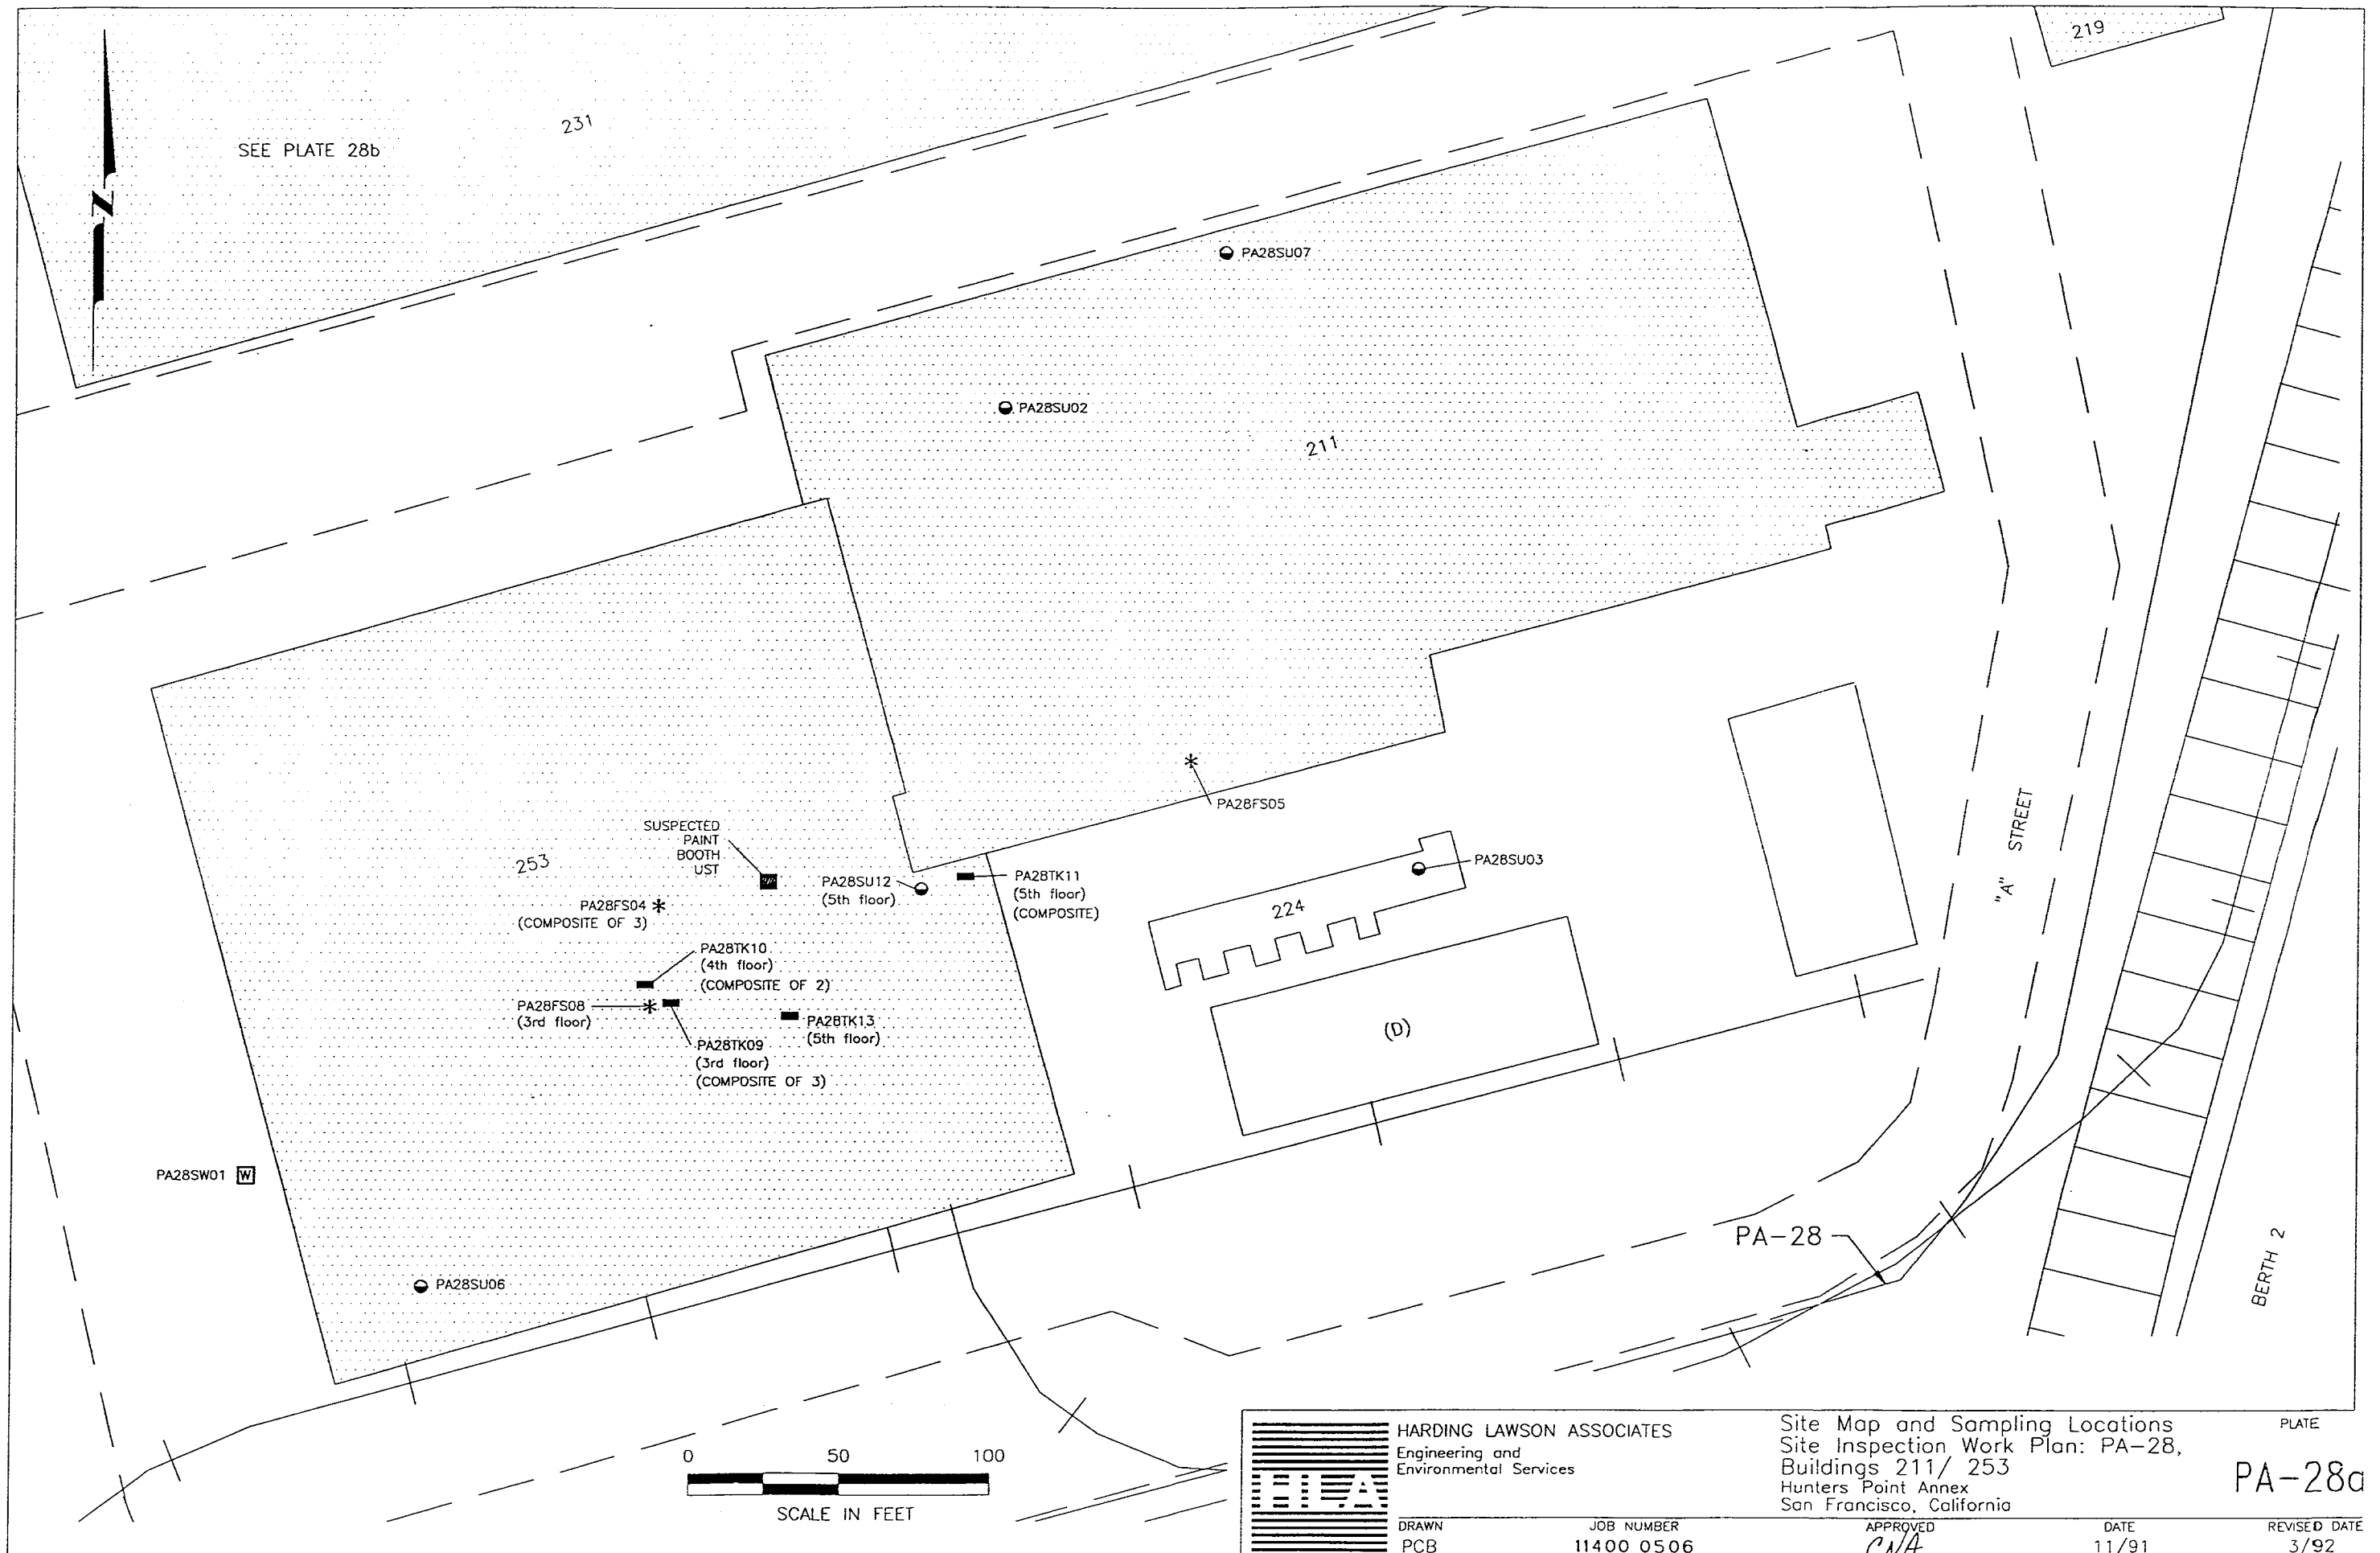 219
231
SEE PLATE 28b
N
PA28SU07
PA28SU02
211
PA28FS05
SUSPECTED
PAINT
BOOTH
UST
253
PA28SU12
(5th floor)
PA28TK11
(5th floor)
(COMPOSITE)
PA28SU03
224
"A" STREET
PA28FS04
(COMPOSITE OF 3)
PA28TK10
(4th floor)
(COMPOSITE OF 2)
PA28FS08
(3rd floor)
PA28TK13
(5th floor)
PA28TK09
(3rd floor)
(COMPOSITE OF 3)
(D)
PA28SW01 W
PA-28
PA28SU06
BERTH 2
0 50 100
SCALE IN FEET
HLA
HARDING LAWSON ASSOCIATES
Engineering and
Environmental Services
Site Map and Sampling Locations
Site Inspection Work Plan: PA-28,
Buildings 211/ 253
Hunters Point Annex
San Francisco, California
PLATE
PA-28a
DRAWN
PCB
JOB NUMBER
11400 0506
APPROVED
DATE
11/91
REVISED DATE
3/92